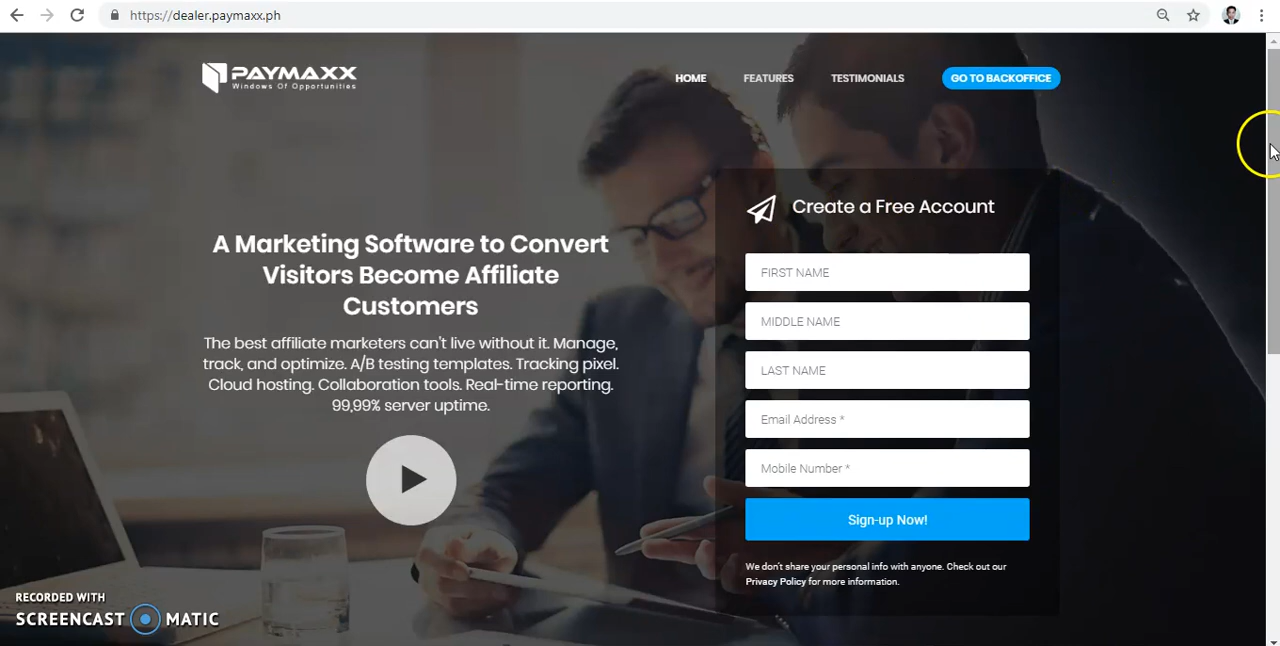 https://dealer.paymaxx.ph
PAYMAXX
Windows Of Opportunities
HOME
FEATURES
TESTIMONIALS
GO TO BACKOFFICE
A Marketing Software to Convert
Visitors Become Affiliate
Customers
The best affiliate marketers can't live without it. Manage,
track, and optimize. A/B testing templates. Tracking pixel.
Cloud hosting. Collaboration tools. Real-time reporting.
99,99% server uptime.
Create a Free Account
FIRST NAME
MIDDLE NAME
LAST NAME
Email Address *
Mobile Number *
Sign-up Now!
We don't share your personal info with anyone. Check out our
Privacy Policy for more information.
RECORDED WITH
SCREENCAST MATIC